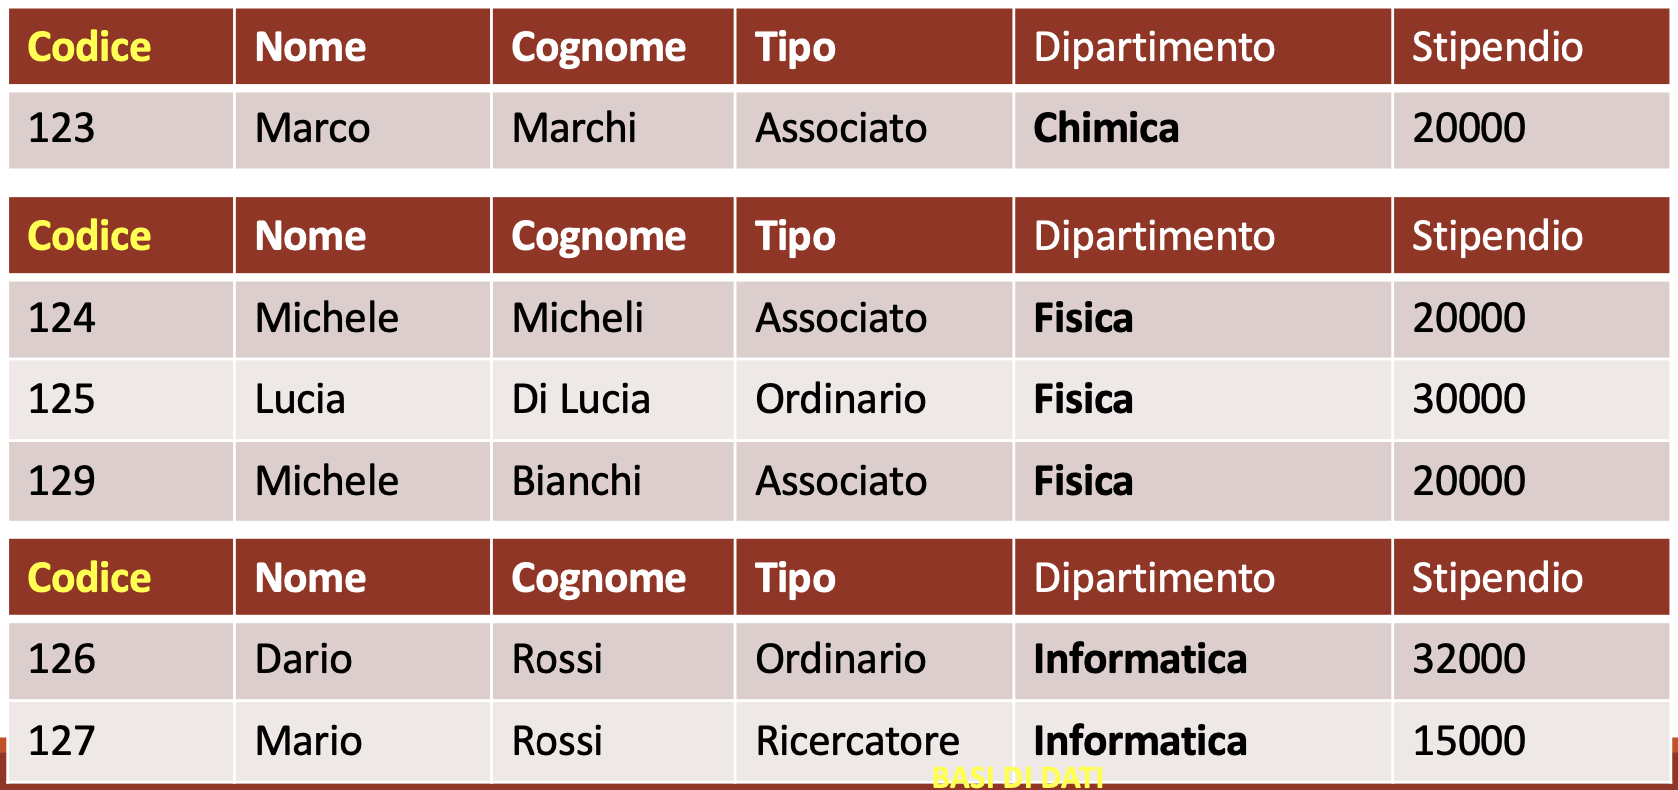 Codice Nome Cognome Tipo Dipartimento Stipendio
123 Marco Marchi Associato Chimica 20000
Codice Nome Cognome Tipo Dipartimento Stipendio
124 Michele Micheli Associato Fisica 20000
125 Lucia Di Lucia Ordinario Fisica 30000
129 Michele Bianchi Associato Fisica 20000
Codice Nome Cognome Tipo Dipartimento Stipendio
126 Dario Rossi Ordinario Informatica 32000
127 Mario Rossi Ricercatore Informatica 15000
BASI DI DATI